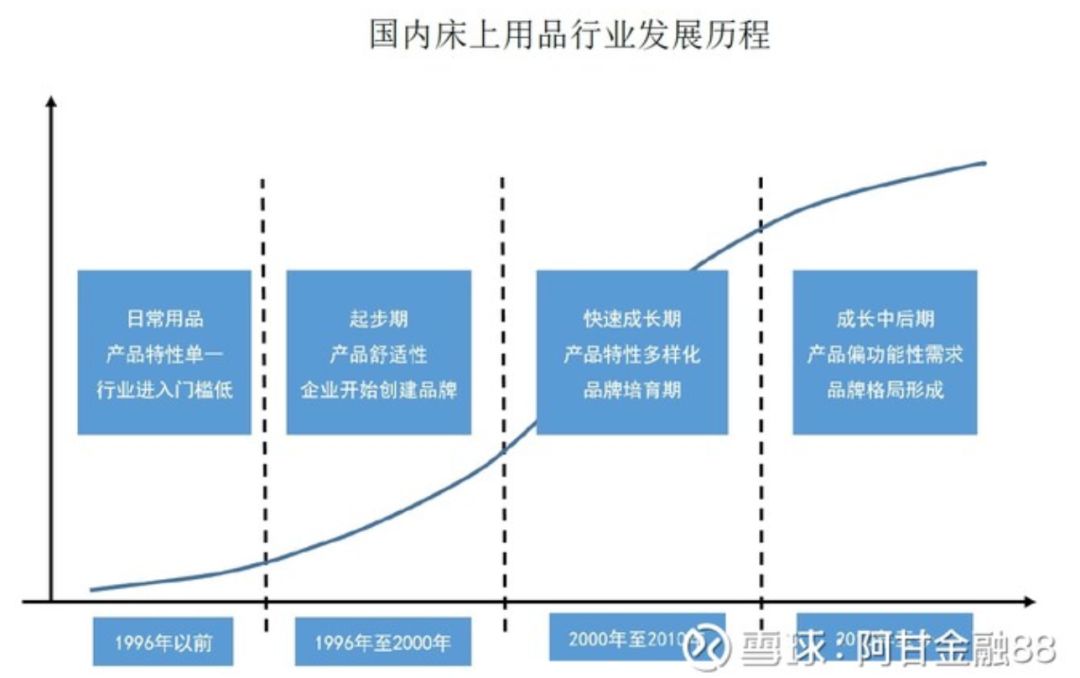 国内床上用品行业发展历程
日常用品
产品特性单一
行业进入门槛低
起步期
产品舒适性
企业开始创建品牌
快速成长期
产品特性多样化
品牌培育期
成长中后期
产品偏功能性需求
品牌格局形成
1996年以前
1996年至2000年
2000年至2010年
雪球：阿甘金融88